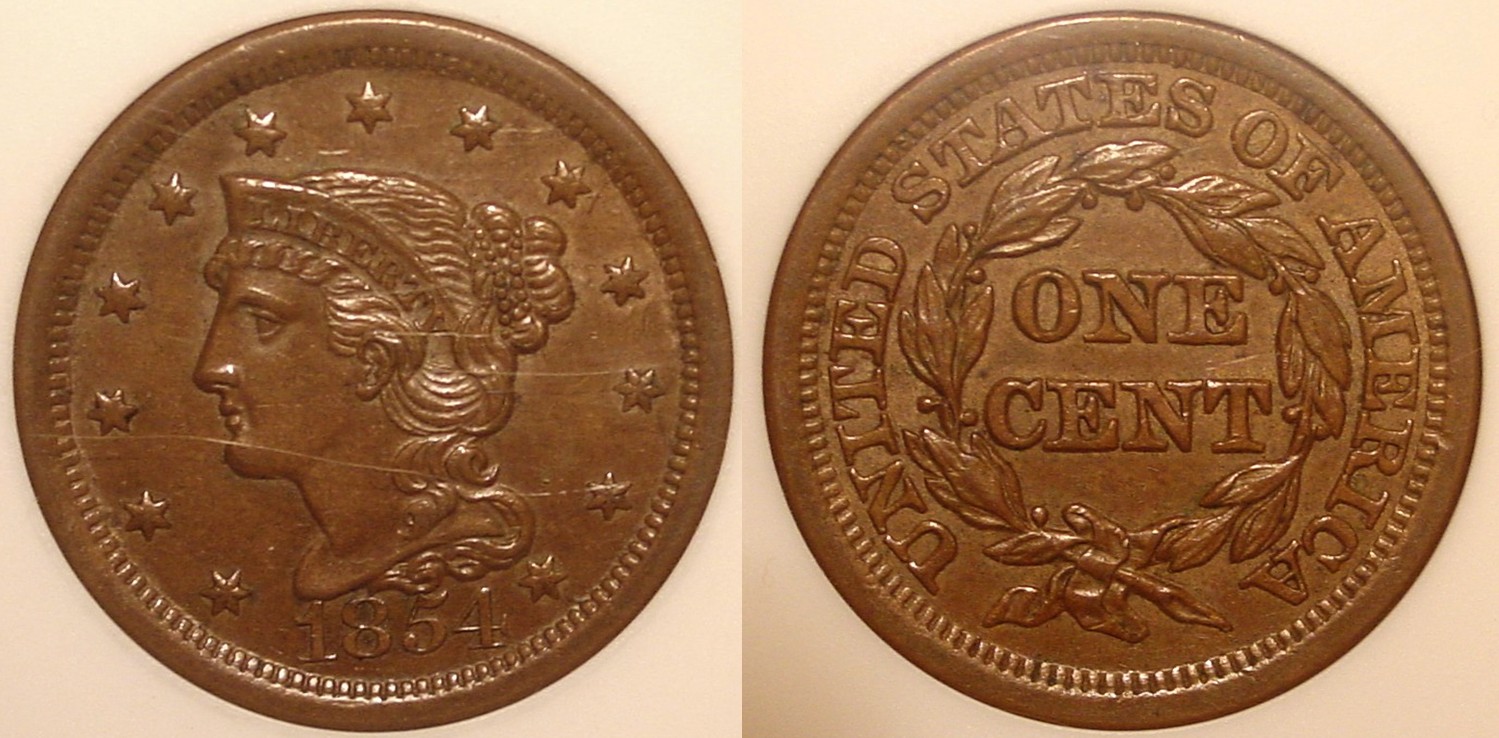 LIBERTY
1854
UNITED STATES OF AMERICA
ONE
CENT